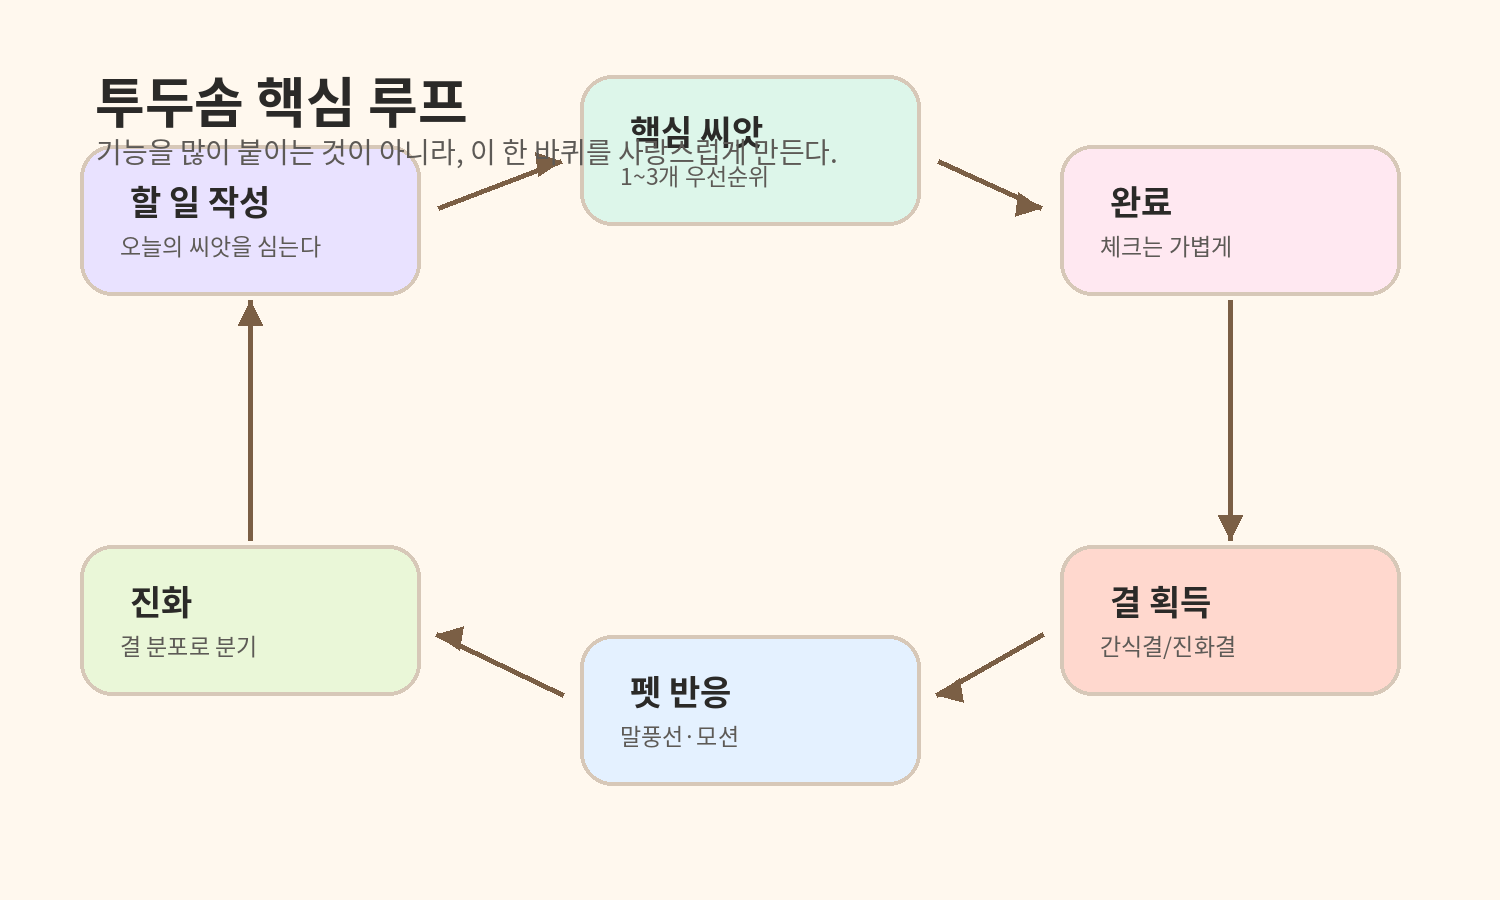 투두솜 핵심 루프
기능을 많이 붙이는 것이 아니라, 이 한 바퀴를 사랑스럽게 만든다.
할 일 작성
오늘의 씨앗을 심는다
핵심 씨앗
1~3개 우선순위
완료
체크는 가볍게
결 획득
간식결/진화결
펫 반응
말풍선·모션
진화
결 분포로 분기